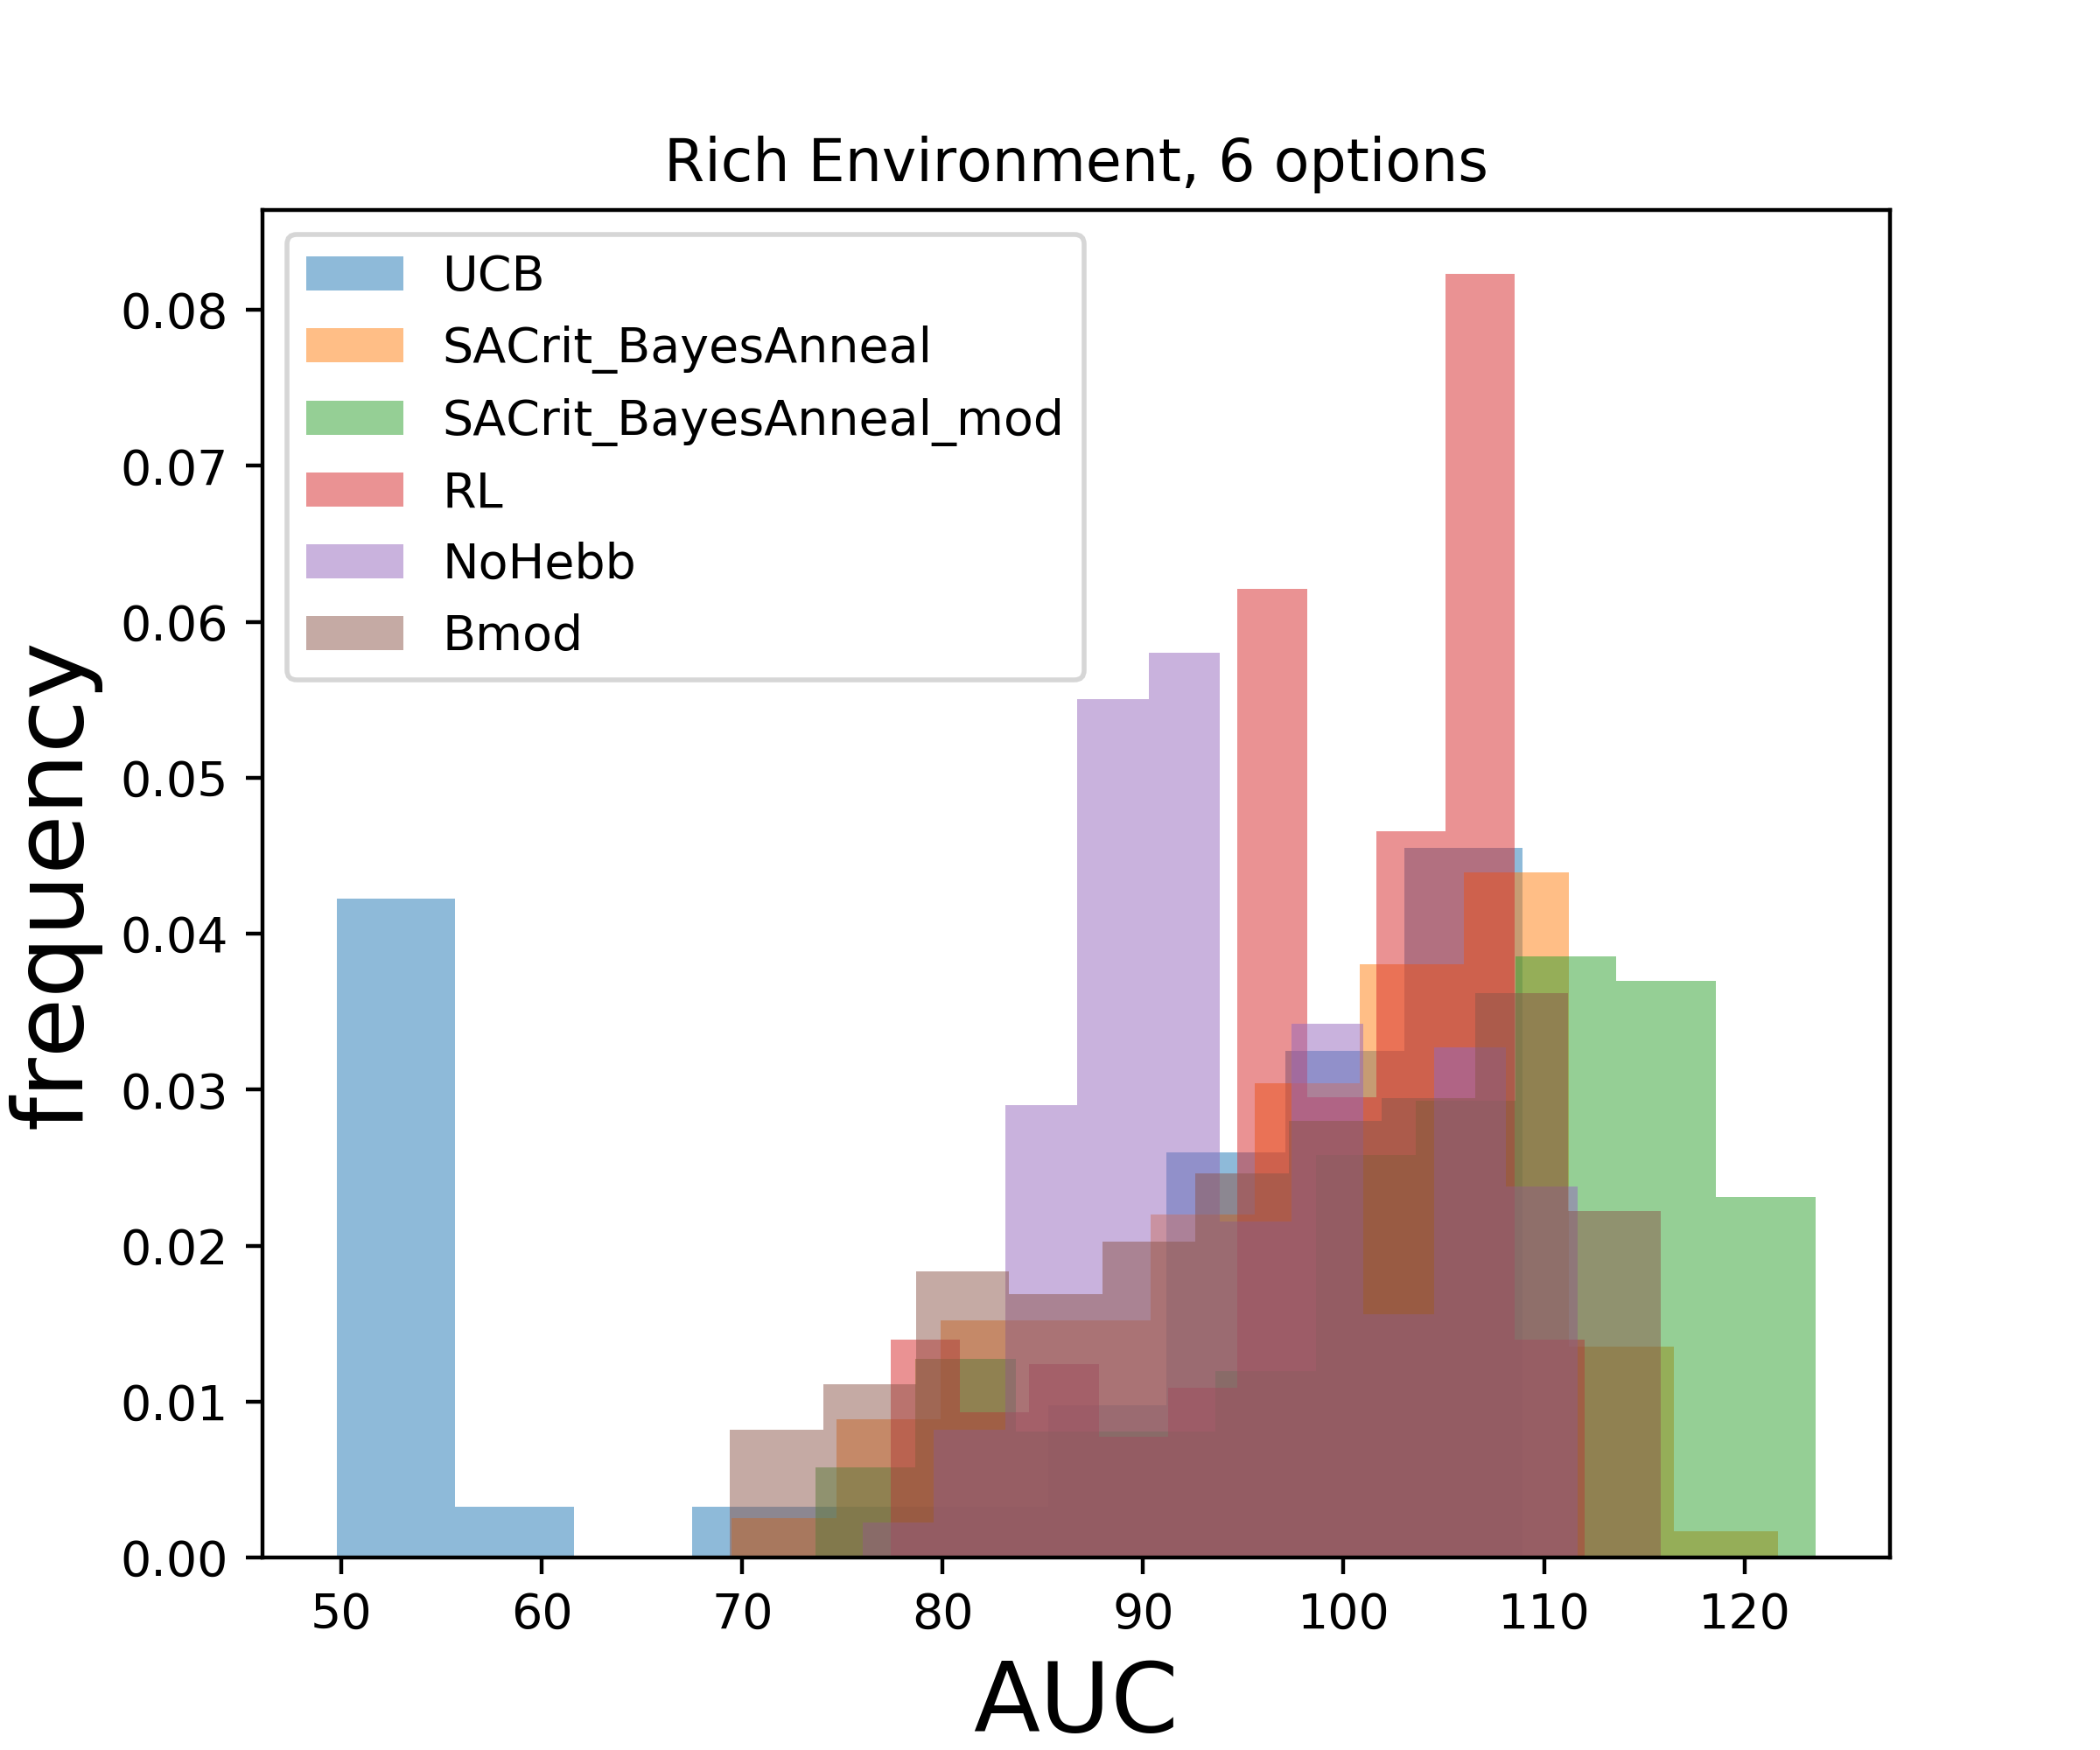 Rich Environment, 6 options
UCB
SACrit_BayesAnneal
SACrit_BayesAnneal_mod
RL
NoHebb
Bmod
0.08
0.07
0.06
0.05
0.04
0.03
0.02
0.01
0.00
frequency
50 60 70 80 90 100 110 120
AUC